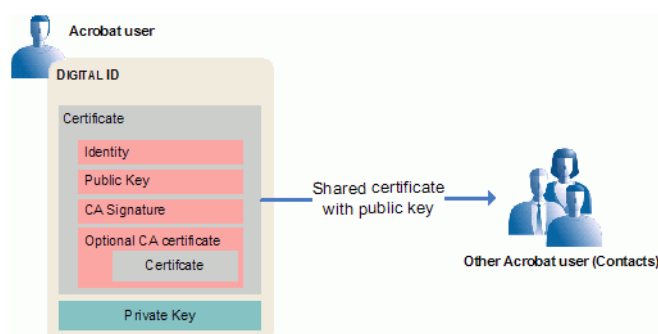 Acrobat user
DIGITAL ID
Certificate
Identity
Public Key
CA Signature
Optional CA certificate
Certifcate
Private Key
Shared certificate
with public key
Other Acrobat user (Contacts)